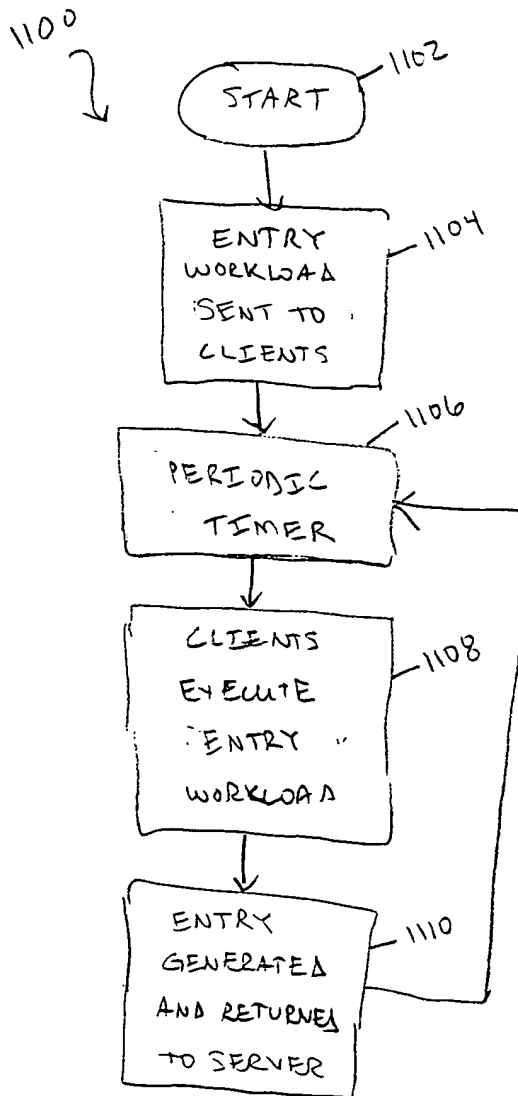 1100
1102
START
1104
ENTRY
WORKLOAD
SENT TO
CLIENTS
1106
PERIODIC
TIMER
1108
CLIENTS
EXECUTE
ENTRY
WORKLOAD
1110
ENTRY
GENERATED
AND RETURNED
TO SERVER